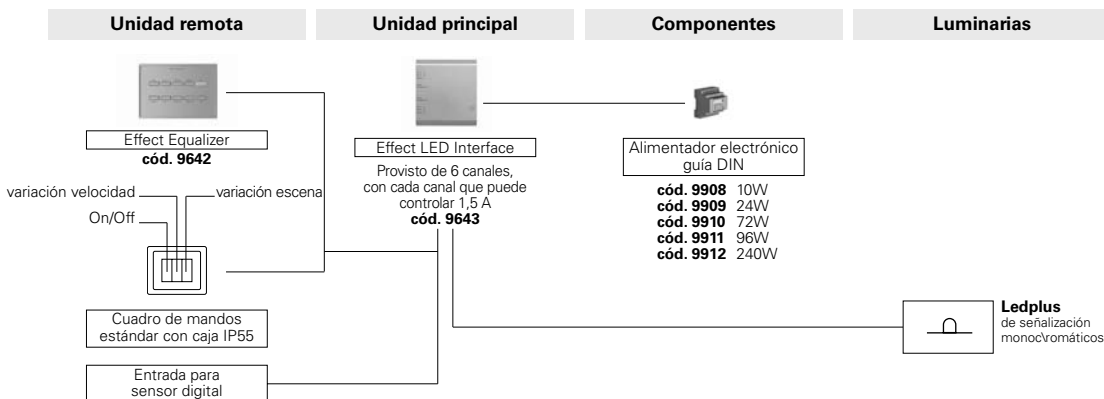 Unidad remota
Unidad principal
Componentes
Luminarias
Effect Equalizer
cód. 9642
variación velocidad
variación escena
On/Off
Cuadro de mandos
estándar con caja IP55
Entrada para
sensor digital
Effect LED Interface
Provisto de 6 canales,
con cada canal que puede
controlar 1,5 A
cód. 9643
Alimentador electrónico
guía DIN
cód. 9908 10W
cód. 9909 24W
cód. 9910 72W
cód. 9911 96W
cód. 9912 240W
Ledplus
de señalización
monoc\romáticos